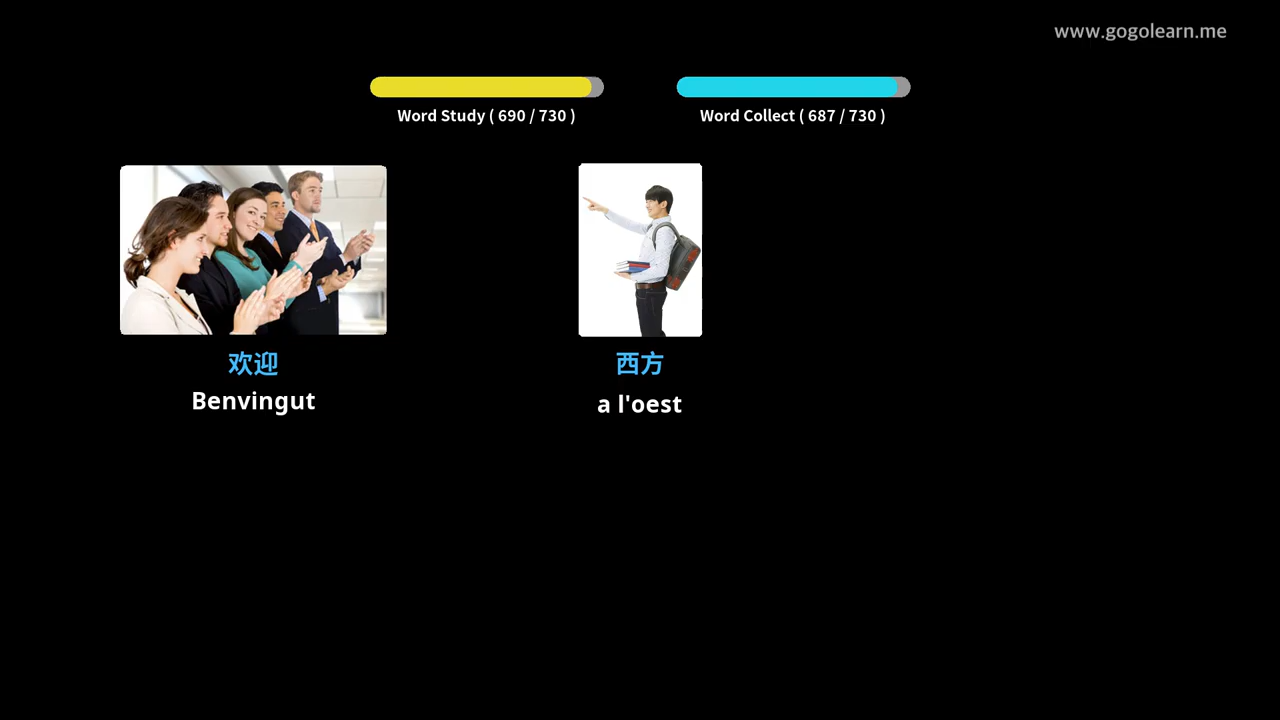 www.gogolearn.me
Word Study ( 690 / 730 )
Word Collect ( 687 / 730 )
欢迎
Benvingut
西方
a l'oest